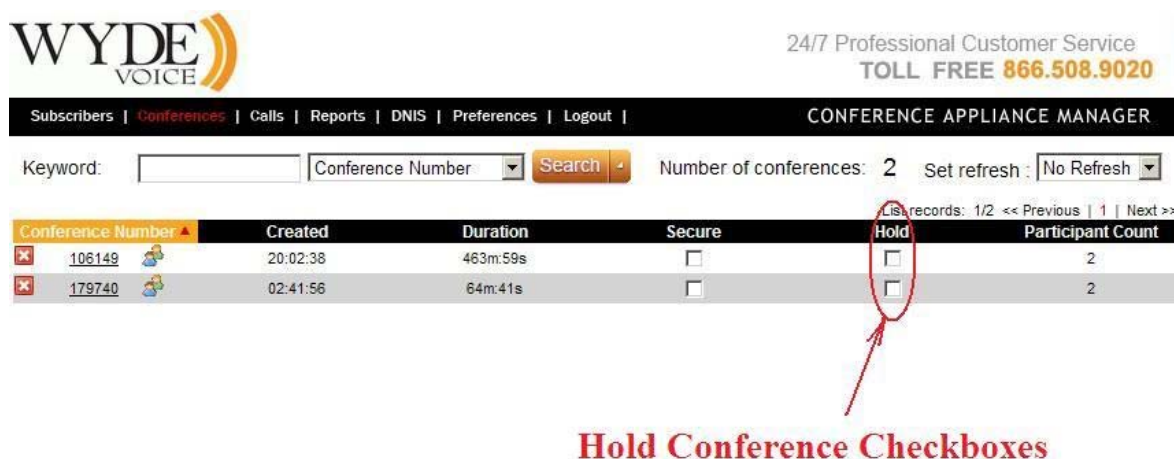 WYDE
VOICE
24/7 Professional Customer Service
TOLL FREE 866.508.9020
Subscribers | Conferences | Calls | Reports | DNIS | Preferences | Logout | CONFERENCE APPLIANCE MANAGER
Keyword: Conference Number Search Number of conferences: 2 Set refresh : No Refresh
List records: 1/2 << Previous | 1 | Next >>
Conference Number Created Duration Secure Hold Participant Count
106149 20:02:38 463m:59s 2
179740 02:41:56 64m:41s 2
Hold Conference Checkboxes